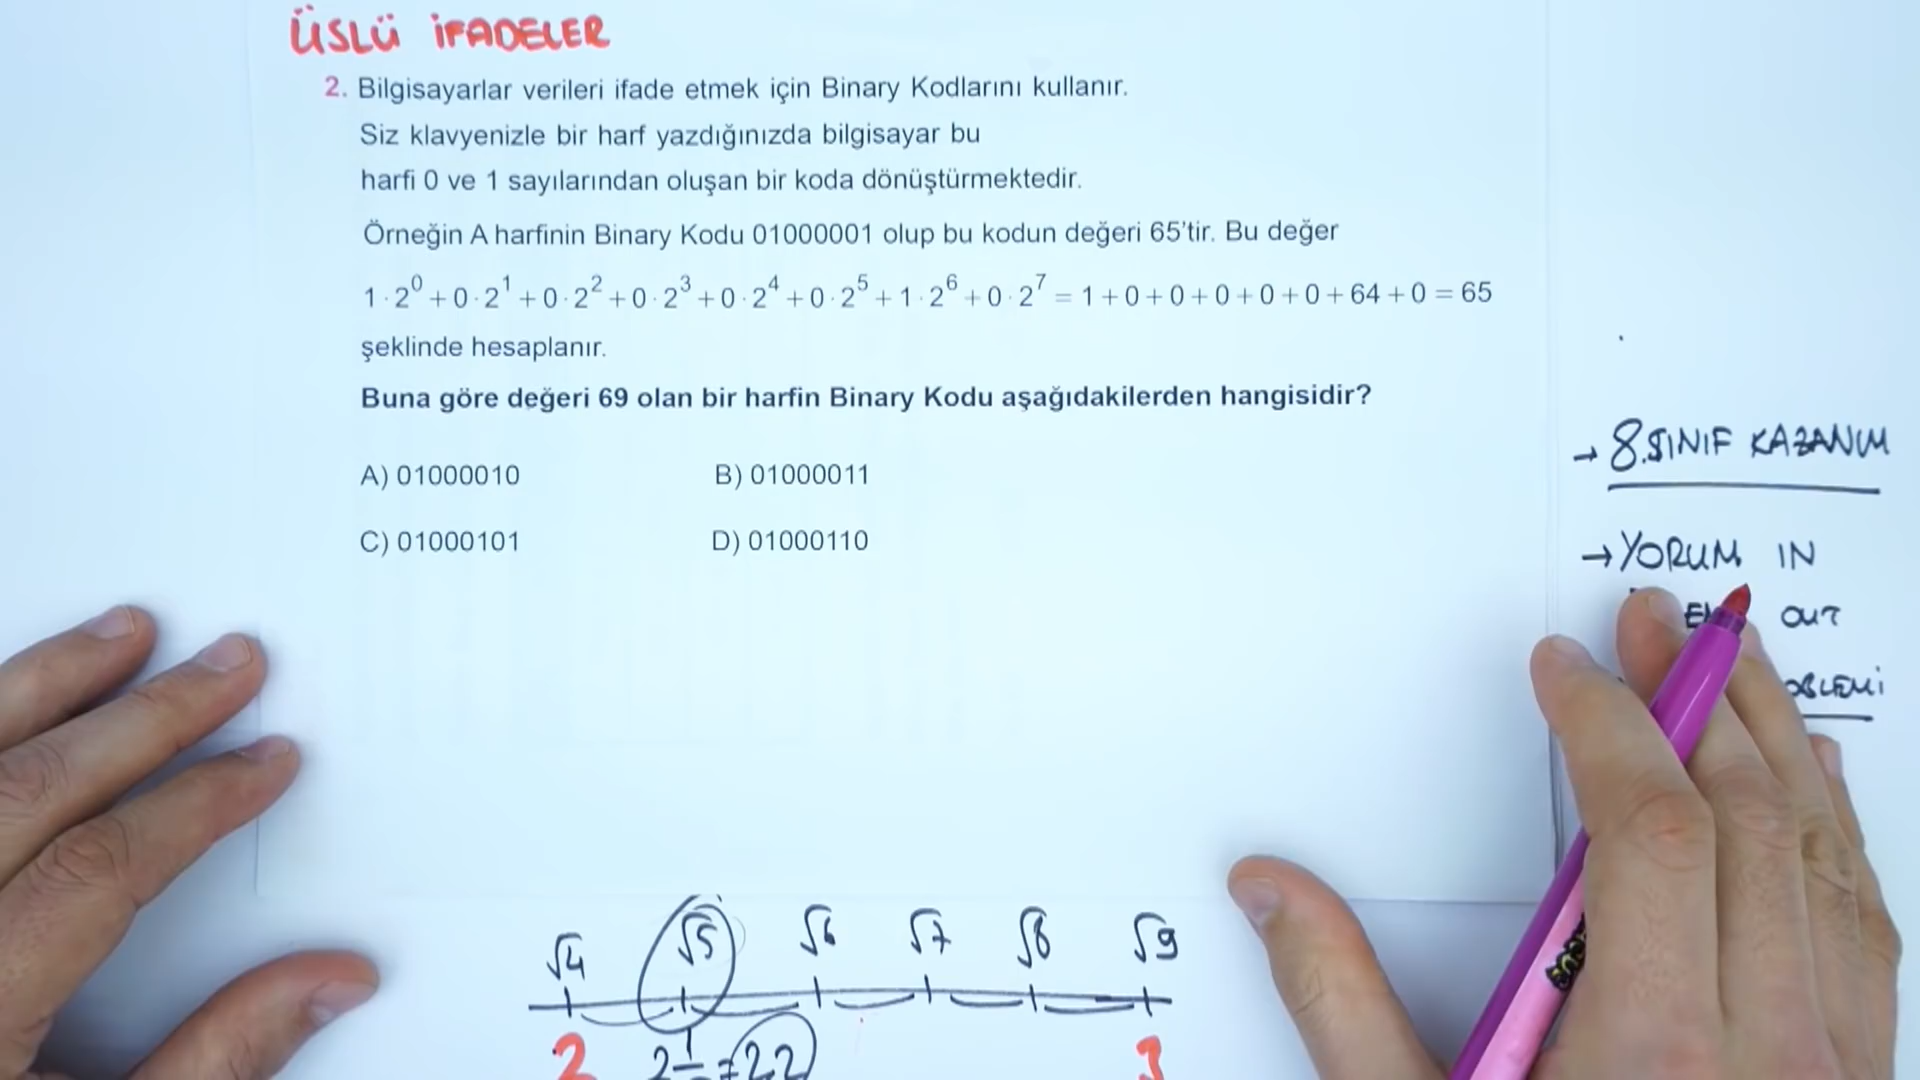 ÜSLÜ İFADELER
2. Bilgisayarlar verileri ifade etmek için Binary Kodlarını kullanır.
Siz klavyenizle bir harf yazdığınızda bilgisayar bu
harfi 0 ve 1 sayılarından oluşan bir koda dönüştürmektedir.
Örneğin A harfinin Binary Kodu 01000001 olup bu kodun değeri 65'tir. Bu değer
1·2⁰+0·2¹+0·2²+0·2³+0·2⁴+0·2⁵+1·2⁶+0·2⁷=1+0+0+0+0+0+64+0=65
şeklinde hesaplanır.
Buna göre değeri 69 olan bir harfin Binary Kodu aşağıdakilerden hangisidir?
A) 01000010 B) 01000011
C) 01000101 D) 01000110
→ 8.SINIF KAZANIM
→ YORUM IN
OUT
√4 √5 √6 √7 √8 √9
2 3